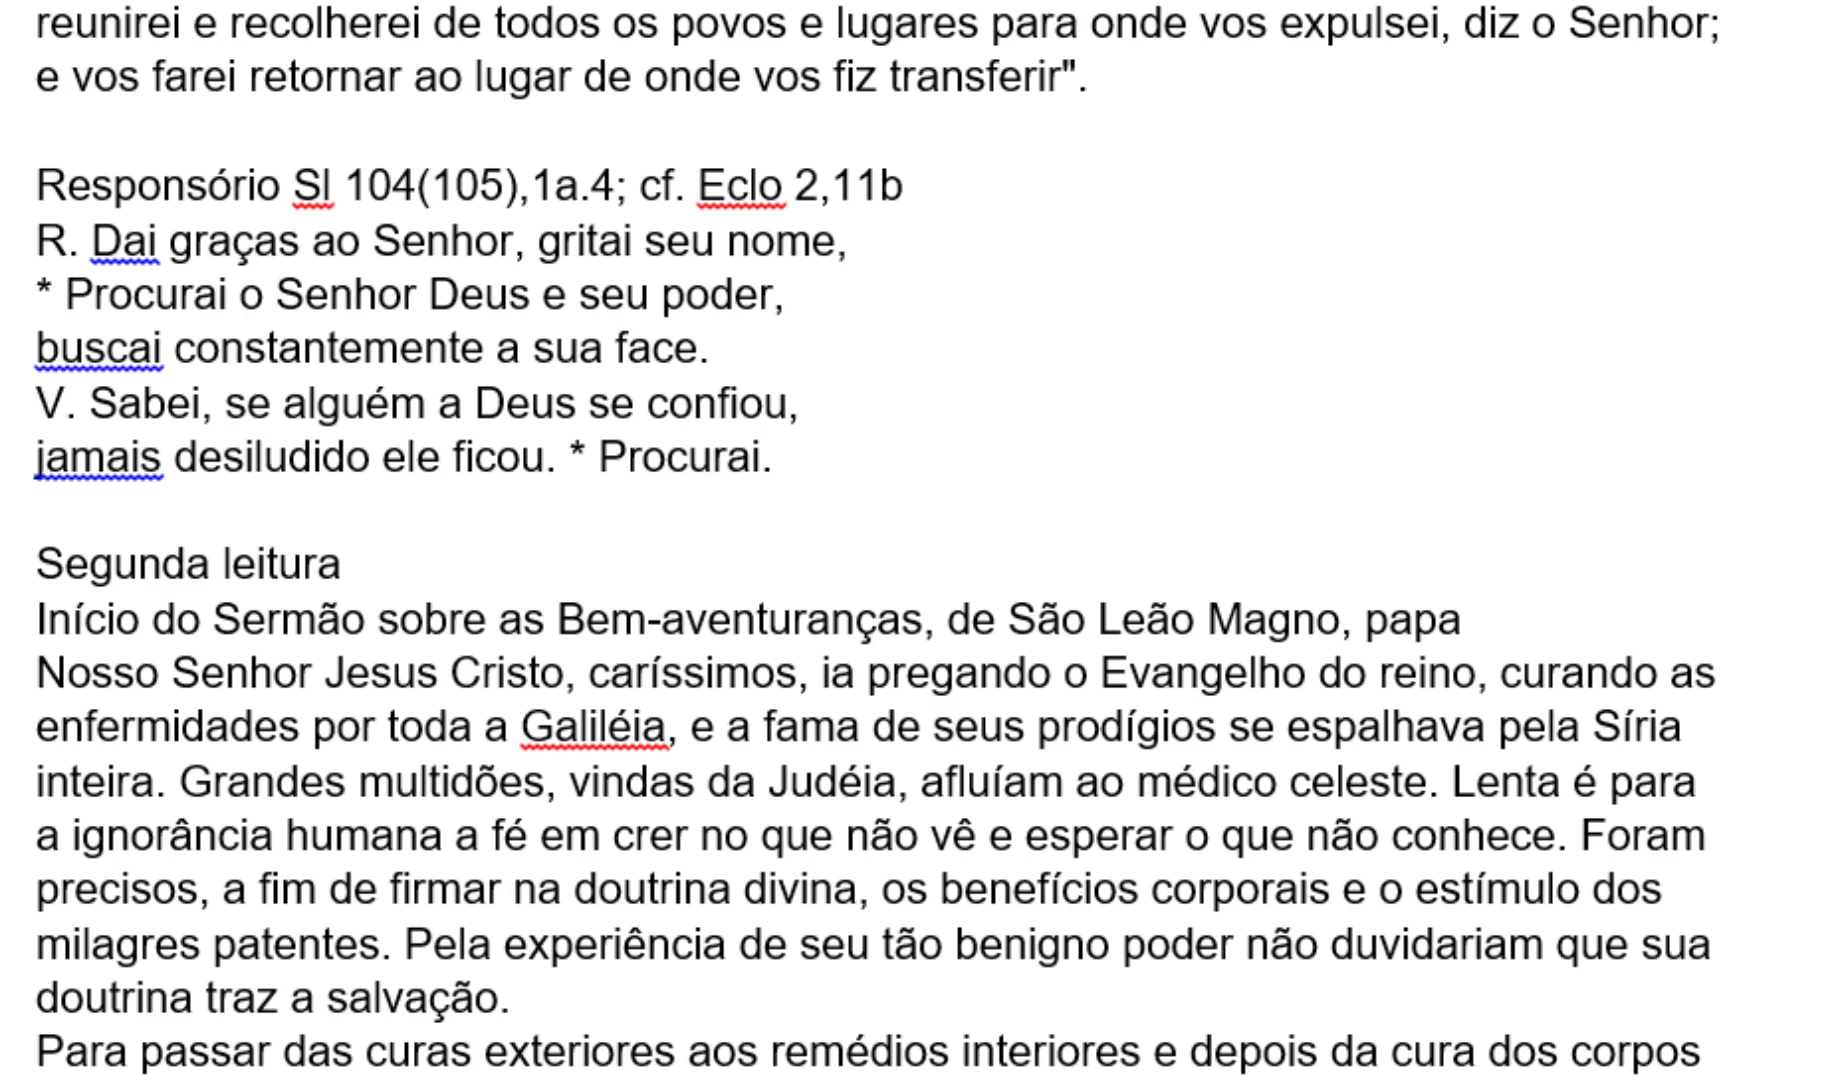 reunirei e recolherei de todos os povos e lugares para onde vos expulsei, diz o Senhor;
e vos farei retornar ao lugar de onde vos fiz transferir".
Responsório Sl 104(105),1a.4; cf. Eclo 2,11b
R. Dai graças ao Senhor, gritai seu nome,
* Procurai o Senhor Deus e seu poder,
buscai constantemente a sua face.
V. Sabei, se alguém a Deus se confiou,
jamais desiludido ele ficou. * Procurai.
Segunda leitura
Início do Sermão sobre as Bem-aventuranças, de São Leão Magno, papa
Nosso Senhor Jesus Cristo, caríssimos, ia pregando o Evangelho do reino, curando as
enfermidades por toda a Galiléia, e a fama de seus prodígios se espalhava pela Síria
inteira. Grandes multidões, vindas da Judéia, afluíam ao médico celeste. Lenta é para
a ignorância humana a fé em crer no que não vê e esperar o que não conhece. Foram
precisos, a fim de firmar na doutrina divina, os benefícios corporais e o estímulo dos
milagres patentes. Pela experiência de seu tão benigno poder não duvidariam que sua
doutrina traz a salvação.
Para passar das curas exteriores aos remédios interiores e depois da cura dos corpos